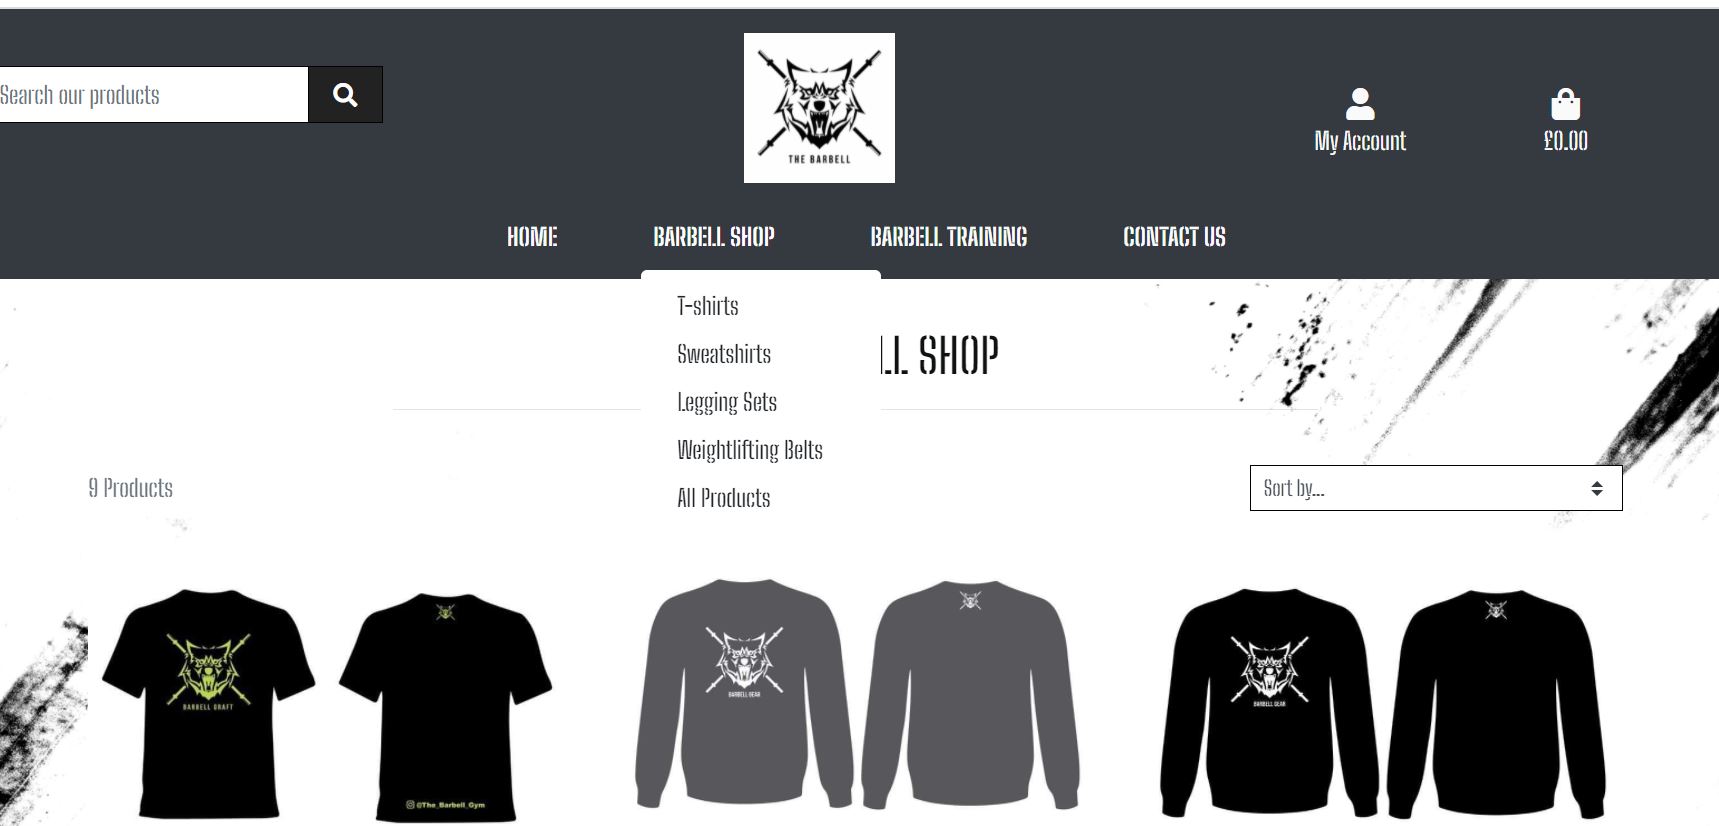 Search our products
THE BARBELL
My Account
£0.00
HOME
BARBELL SHOP
BARBELL TRAINING
CONTACT US
T-shirts
Sweatshirts
Legging Sets
Weightlifting Belts
All Products
LL SHOP
9 Products
Sort by...
BARBELL GRAFT
@The_Barbell_Gym
BARBELL GEAR
BARBELL GEAR